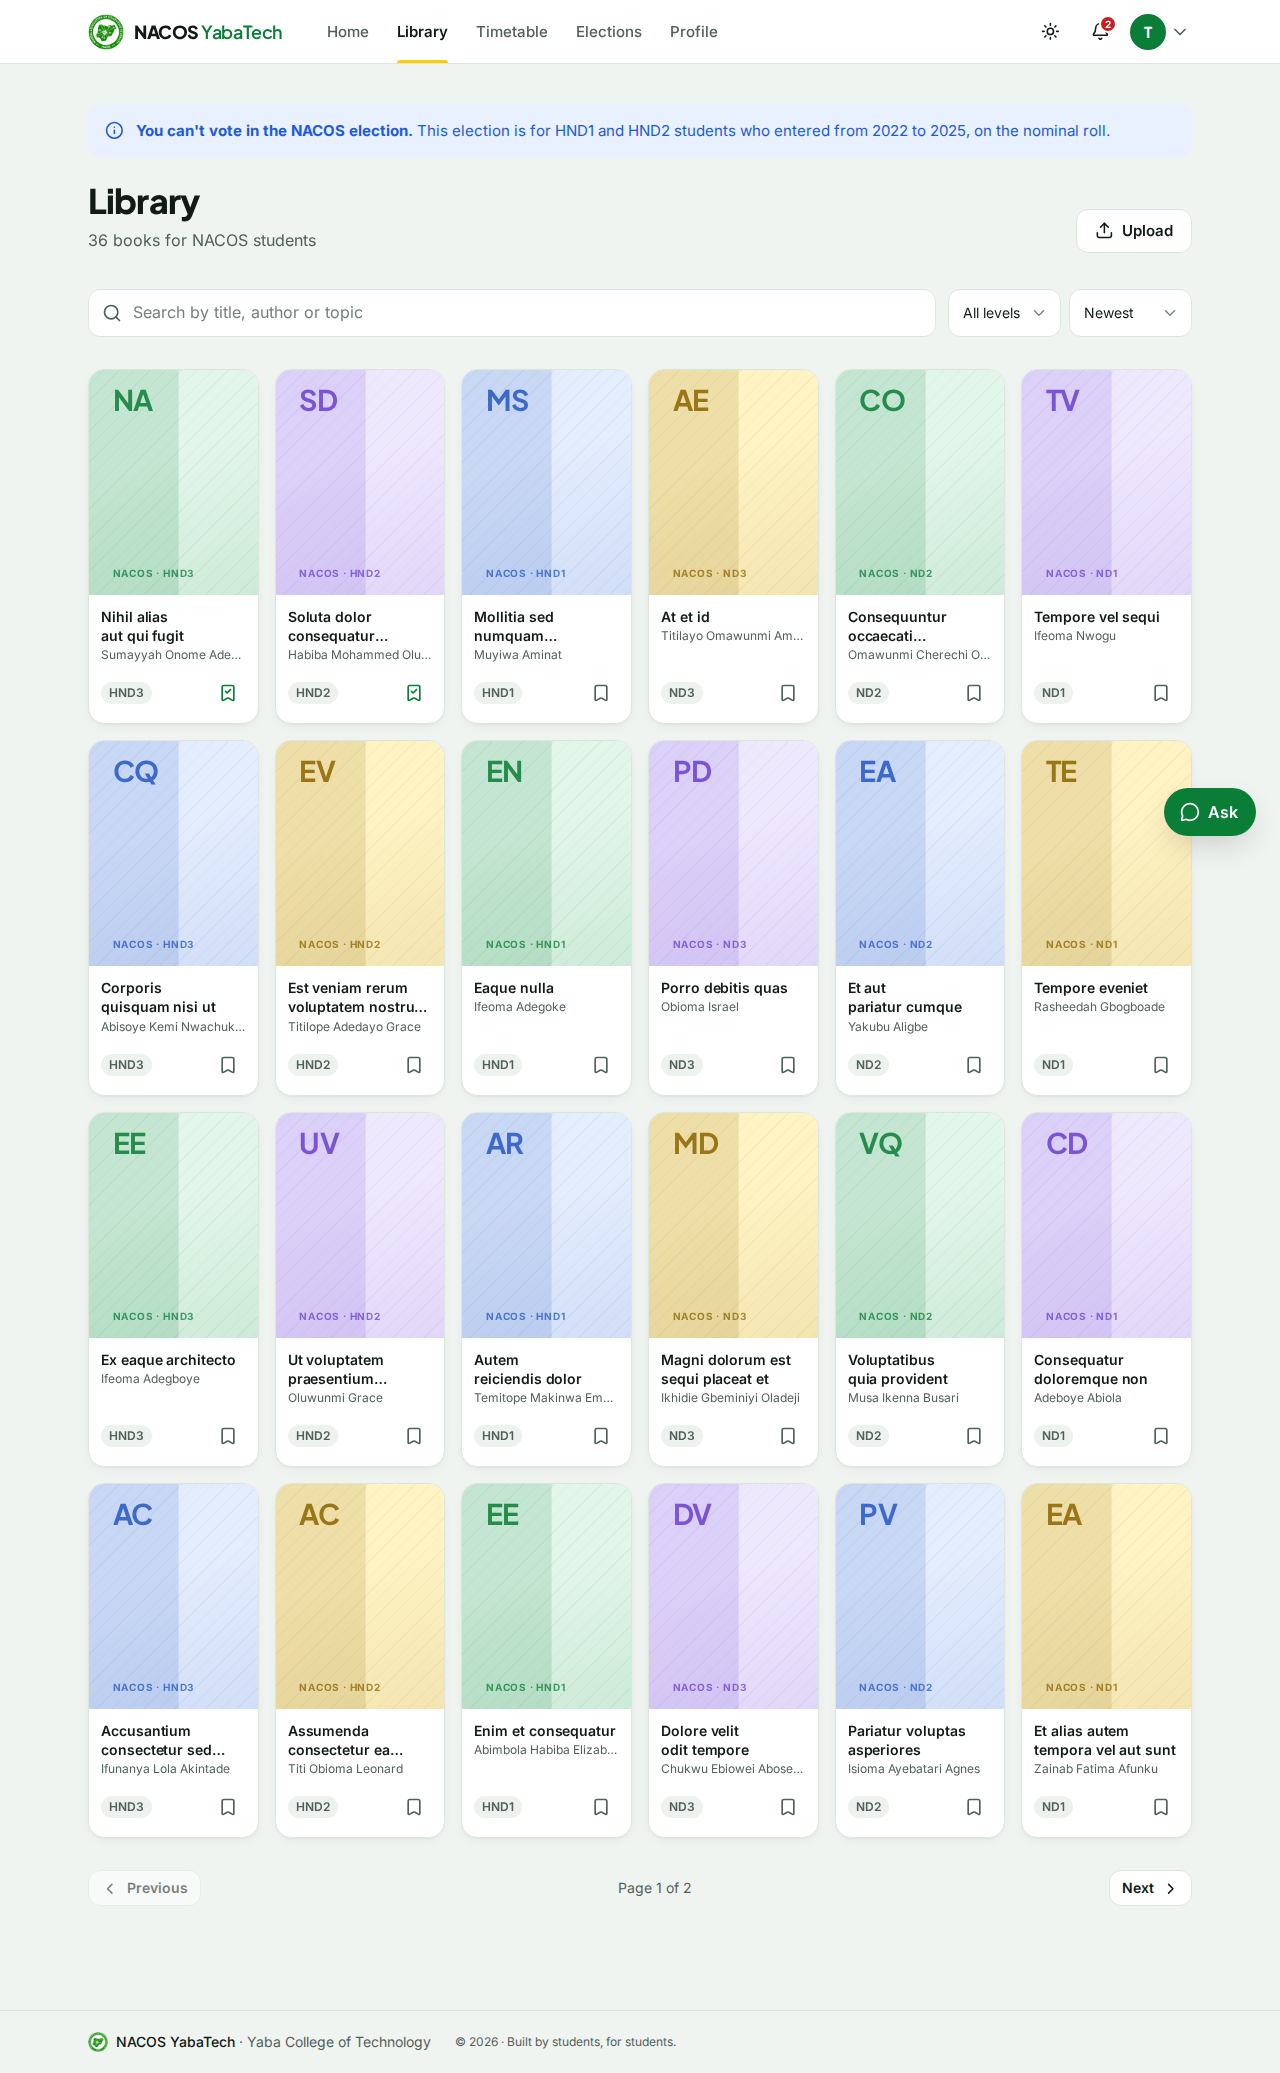 NACOS YabaTech
Home Library Timetable Elections Profile
2
T
You can't vote in the NACOS election. This election is for HND1 and HND2 students who entered from 2022 to 2025, on the nominal roll.
Library
36 books for NACOS students
Upload
Search by title, author or topic
All levels
Newest
NA
NACOS · HND3
Nihil alias
aut qui fugit
Sumayyah Onome Ade...
HND3
SD
NACOS · HND2
Soluta dolor
consequatur...
Habiba Mohammed Olu...
HND2
MS
NACOS · HND1
Mollitia sed
numquam...
Muyiwa Aminat
HND1
AE
NACOS · ND3
At et id
Titilayo Omawunmi Am...
ND3
CO
NACOS · ND2
Consequuntur
occaecati...
Omawunmi Cherechi O...
ND2
TV
NACOS · ND1
Tempore vel sequi
Ifeoma Nwogu
ND1
CQ
NACOS · HND3
Corporis
quisquam nisi ut
Abisoye Kemi Nwachuk...
HND3
EV
NACOS · HND2
Est veniam rerum
voluptatem nostru...
Titilope Adedayo Grace
HND2
EN
NACOS · HND1
Eaque nulla
Ifeoma Adegoke
HND1
PD
NACOS · ND3
Porro debitis quas
Obioma Israel
ND3
EA
NACOS · ND2
Et aut
pariatur cumque
Yakubu Aligbe
ND2
TE
NACOS · ND1
Tempore eveniet
Rasheedah Gbogboade
ND1
Ask
EE
NACOS · HND3
Ex eaque architecto
Ifeoma Adegboye
HND3
UV
NACOS · HND2
Ut voluptatem
praesentium...
Oluwunmi Grace
HND2
AR
NACOS · HND1
Autem
reiciendis dolor
Temitope Makinwa Em...
HND1
MD
NACOS · ND3
Magni dolorum est
sequi placeat et
Ikhidie Gbeminiyi Oladeji
ND3
VQ
NACOS · ND2
Voluptatibus
quia provident
Musa Ikenna Busari
ND2
CD
NACOS · ND1
Consequatur
doloremque non
Adeboye Abiola
ND1
AC
NACOS · HND3
Accusantium
consectetur sed...
Ifunanya Lola Akintade
HND3
AC
NACOS · HND2
Assumenda
consectetur ea...
Titi Obioma Leonard
HND2
EE
NACOS · HND1
Enim et consequatur
Abimbola Habiba Elizab...
HND1
DV
NACOS · ND3
Dolore velit
odit tempore
Chukwu Ebiowei Abose...
ND3
PV
NACOS · ND2
Pariatur voluptas
asperiores
Isioma Ayebatari Agnes
ND2
EA
NACOS · ND1
Et alias autem
tempora vel aut sunt
Zainab Fatima Afunku
ND1
Previous
Page 1 of 2
Next
NACOS YabaTech · Yaba College of Technology
© 2026 · Built by students, for students.